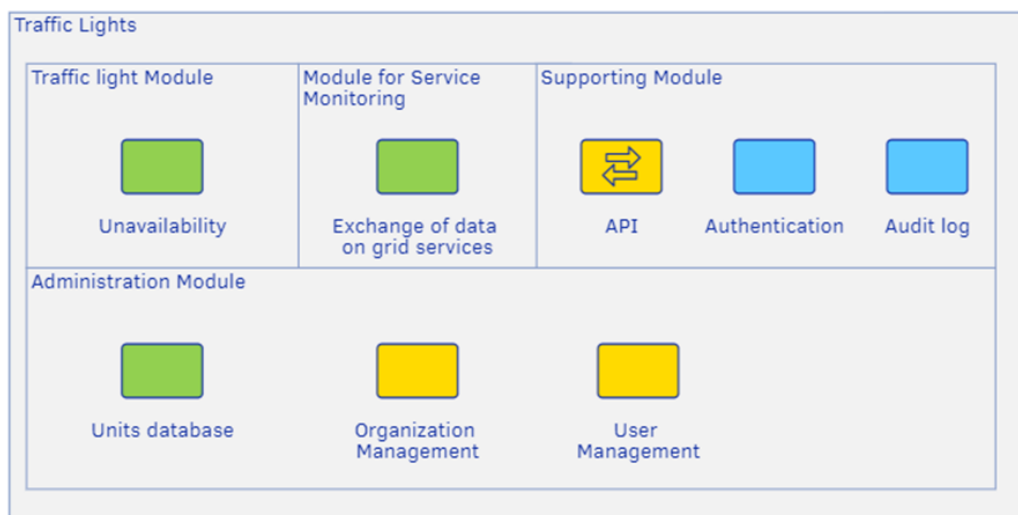 Traffic Lights
Traffic light Module
Module for Service
Monitoring
Supporting Module
Unavailability
Exchange of data
on grid services
API
Authentication
Audit log
Administration Module
Units database
Organization
Management
User
Management